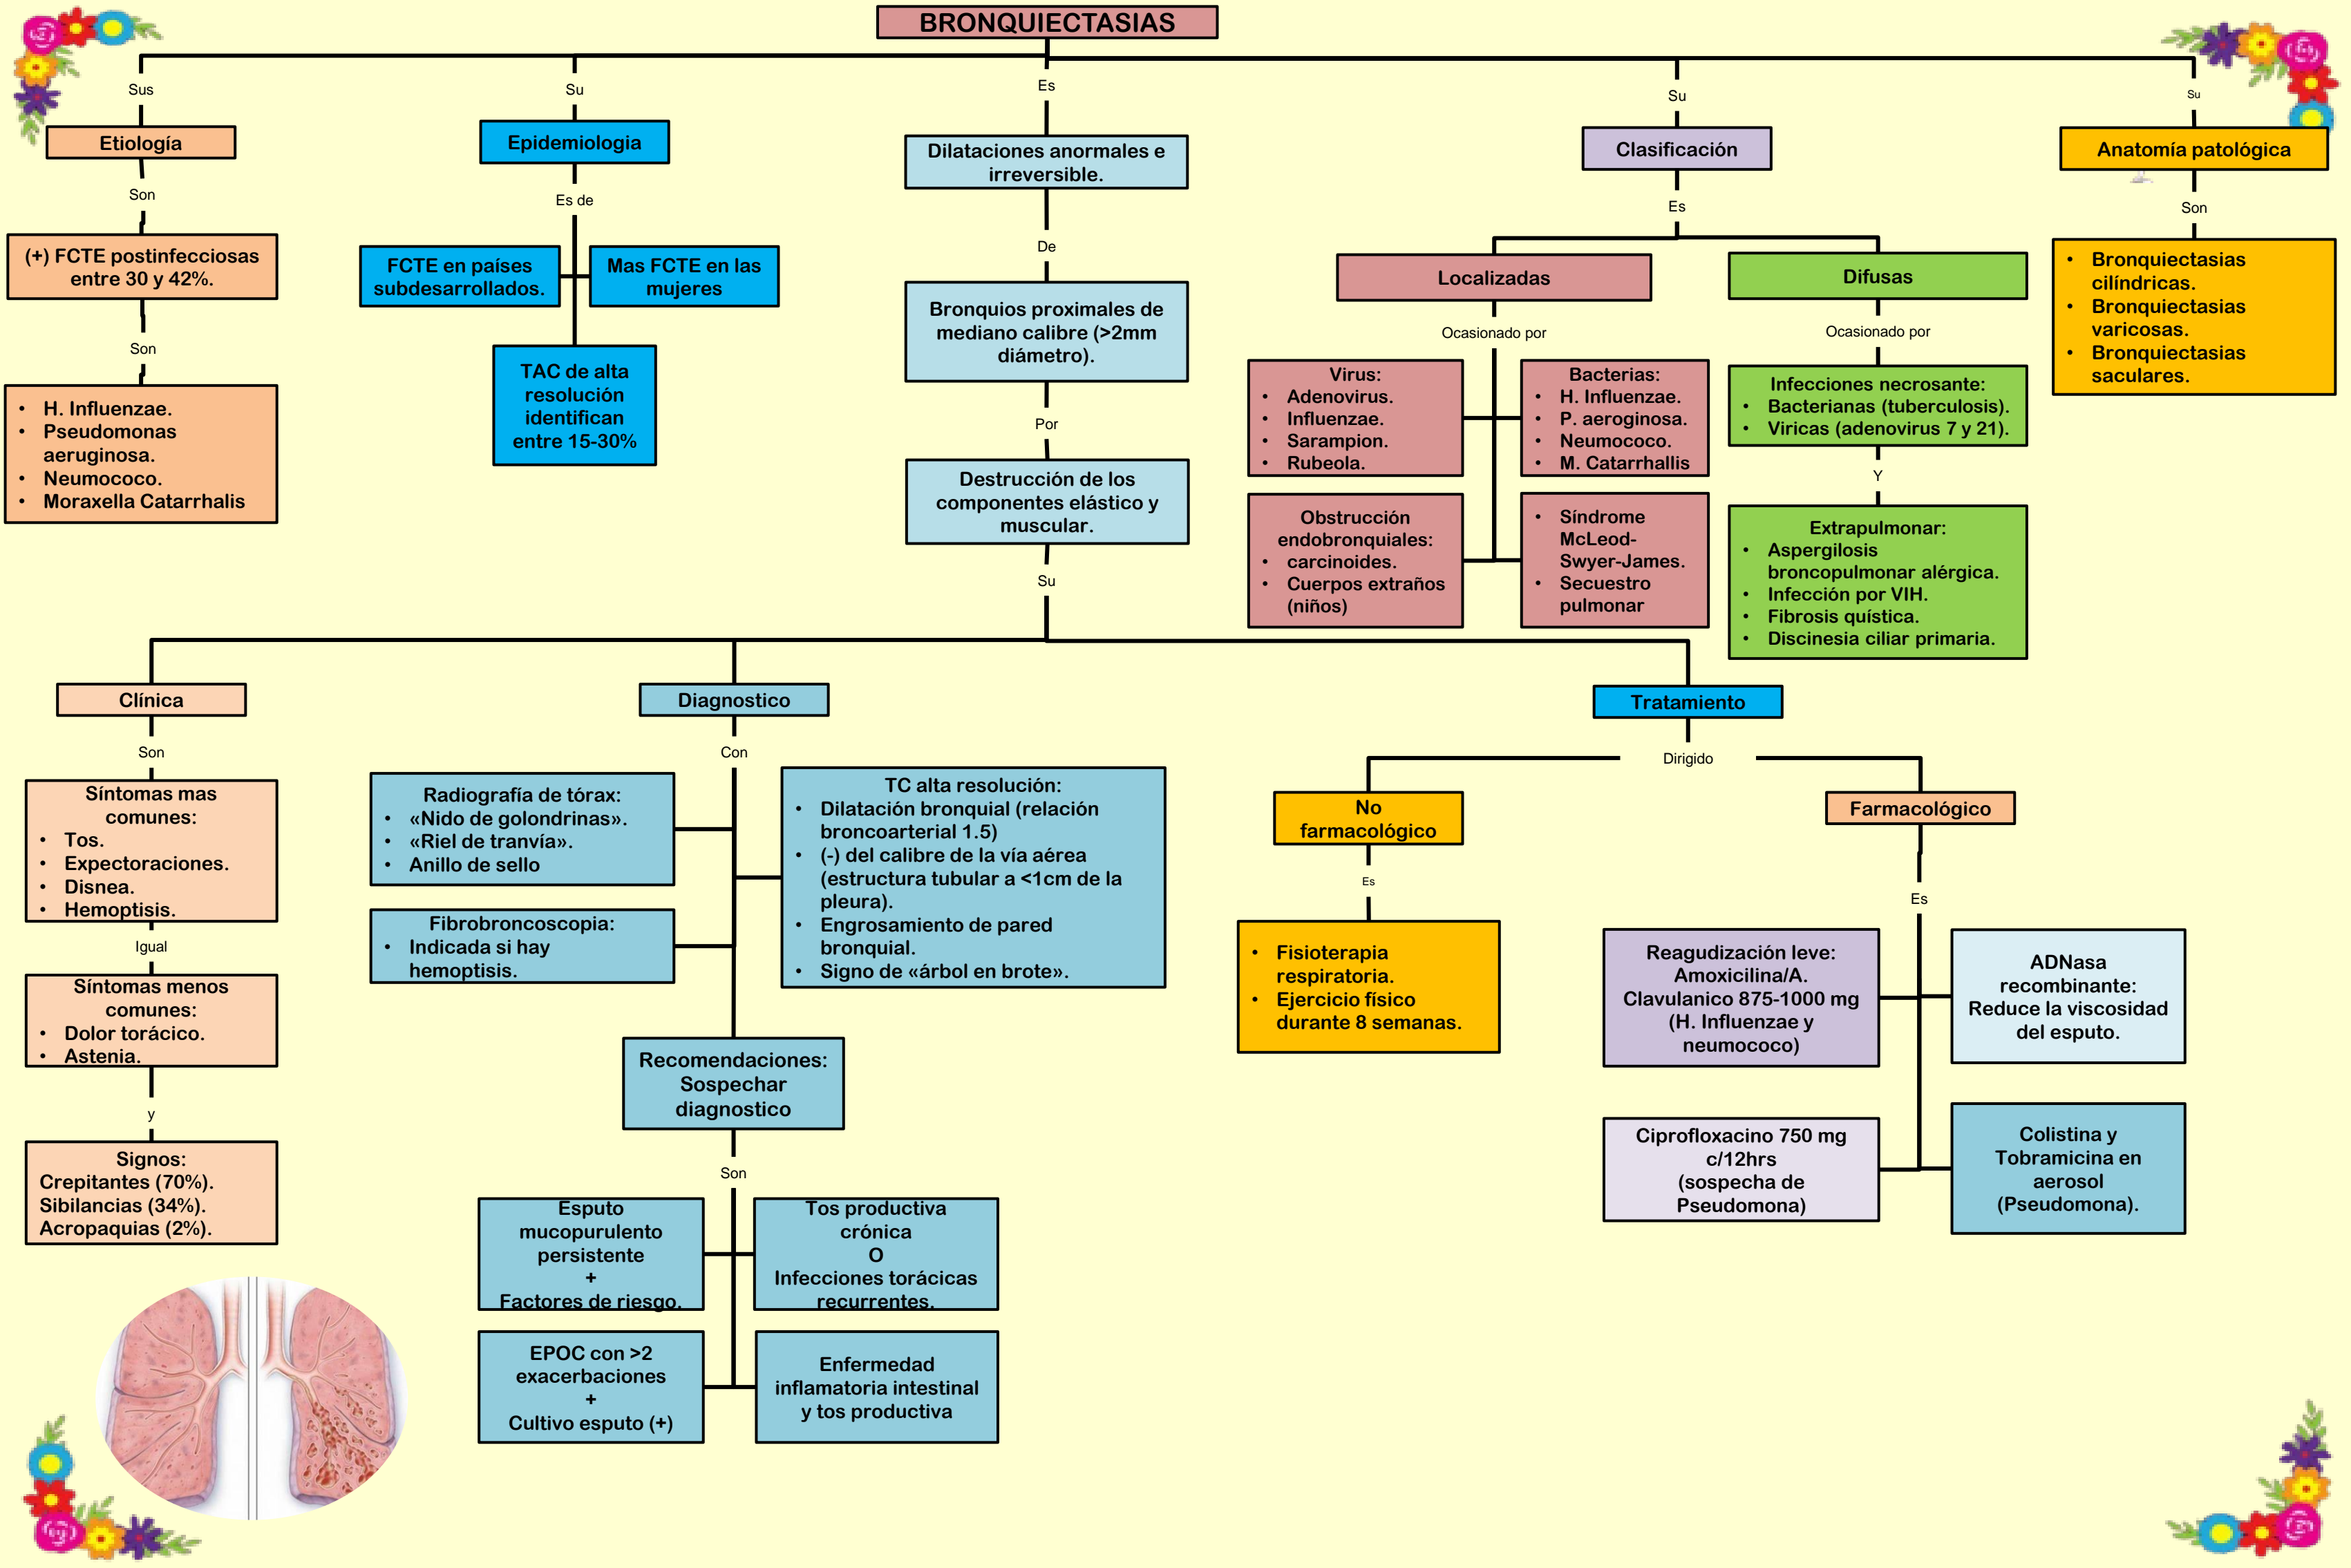 BRONQUIECTASIAS
Sus
Etiología
Son
(+) FCTE postinfecciosas
entre 30 y 42%.
Son
• H. Influenzae.
• Pseudomonas
aeruginosa.
• Neumococo.
• Moraxella Catarrhalis
Su
Epidemiologia
Es de
FCTE en países
subdesarrollados.
Mas FCTE en las
mujeres
TAC de alta
resolución
identifican
entre 15-30%
Es
Dilataciones anormales e
irreversible.
De
Bronquios proximales de
mediano calibre (>2mm
diámetro).
Por
Destrucción de los
componentes elástico y
muscular.
Su
Su
Clasificación
Es
Localizadas
Ocasionado por
Virus:
• Adenovirus.
• Influenzae.
• Sarampion.
• Rubeola.
Bacterias:
• H. Influenzae.
• P. aeroginosa.
• Neumococo.
• M. Catarrhallis
Obstrucción
endobronquiales:
• carcinoides.
• Cuerpos extraños
(niños)
• Síndrome
McLeod-
Swyer-James.
• Secuestro
pulmonar
Difusas
Ocasionado por
Infecciones necrosante:
• Bacterianas (tuberculosis).
• Viricas (adenovirus 7 y 21).
Y
Extrapulmonar:
• Aspergilosis
broncopulmonar alérgica.
• Infección por VIH.
• Fibrosis quística.
• Discinesia ciliar primaria.
Su
Anatomía patológica
Son
• Bronquiectasias
cilíndricas.
• Bronquiectasias
varicosas.
• Bronquiectasias
saculares.
Clínica
Son
Síntomas mas
comunes:
• Tos.
• Expectoraciones.
• Disnea.
• Hemoptisis.
Igual
Síntomas menos
comunes:
• Dolor torácico.
• Astenia.
y
Signos:
Crepitantes (70%).
Sibilancias (34%).
Acropaquias (2%).
Diagnostico
Con
Radiografía de tórax:
• «Nido de golondrinas».
• «Riel de tranvía».
• Anillo de sello
Fibrobroncoscopia:
• Indicada si hay
hemoptisis.
TC alta resolución:
• Dilatación bronquial (relación
broncoarterial 1.5)
• (-) del calibre de la vía aérea
(estructura tubular a <1cm de la
pleura).
• Engrosamiento de pared
bronquial.
• Signo de «árbol en brote».
Recomendaciones:
Sospechar
diagnostico
Son
Esputo
mucopurulento
persistente
+
Factores de riesgo.
Tos productiva
crónica
O
Infecciones torácicas
recurrentes.
EPOC con >2
exacerbaciones
+
Cultivo esputo (+)
Enfermedad
inflamatoria intestinal
y tos productiva
Tratamiento
Dirigido
No
farmacológico
Es
• Fisioterapia
respiratoria.
• Ejercicio físico
durante 8 semanas.
Farmacológico
Es
Reagudización leve:
Amoxicilina/A.
Clavulanico 875-1000 mg
(H. Influenzae y
neumococo)
ADNasa
recombinante:
Reduce la viscosidad
del esputo.
Ciprofloxacino 750 mg
c/12hrs
(sospecha de
Pseudomona)
Colistina y
Tobramicina en
aerosol
(Pseudomona).